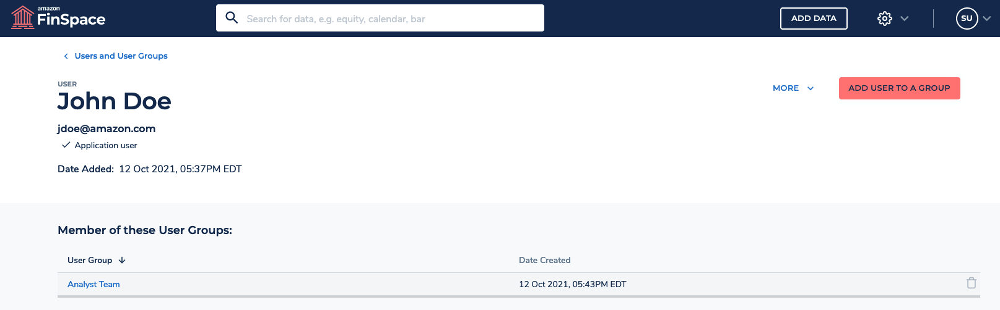 amazon
FinSpace
Search for data, e.g. equity, calendar, bar
ADD DATA
SU
Users and User Groups
USER
John Doe
MORE
ADD USER TO A GROUP
jdoe@amazon.com
Application user
Date Added: 12 Oct 2021, 05:37PM EDT
Member of these User Groups:
User Group Date Created
Analyst Team 12 Oct 2021, 05:43PM EDT